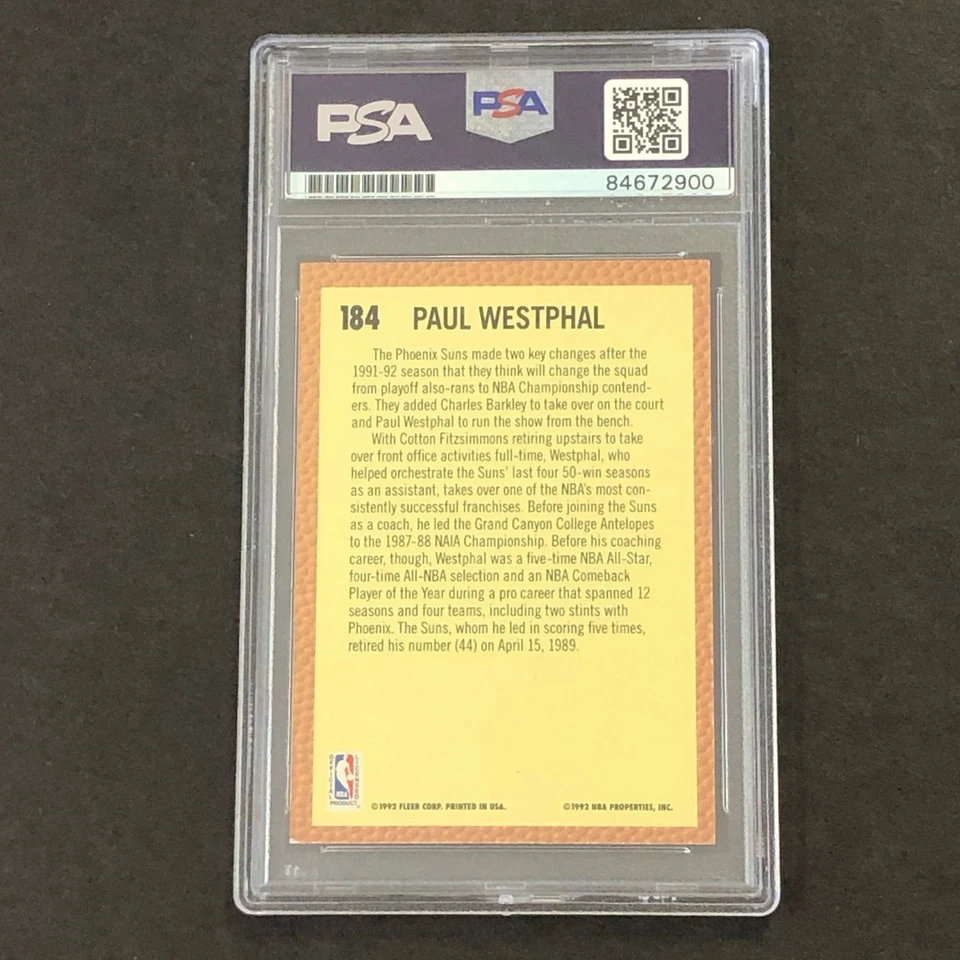 PSA
PSA
84672900
184 PAUL WESTPHAL
The Phoenix Suns made two key changes after the
1991-92 season that they think will change the squad
from playoff also-rans to NBA Championship contend-
ers. They added Charles Barkley to take over on the court
and Paul Westphal to run the show from the bench.
With Cotton Fitzsimmons retiring upstairs to take
over front office activities full-time, Westphal, who
helped orchestrate the Suns' last four 50-win seasons
as an assistant, takes over one of the NBA's most con-
sistently successful franchises. Before joining the Suns
as a coach, he led the Grand Canyon College Antelopes
to the 1987-88 NAIA Championship. Before his coaching
career, though, Westphal was a five-time NBA All-Star,
four-time All-NBA selection and an NBA Comeback
Player of the Year during a pro career that spanned 12
seasons and four teams, including two stints with
Phoenix. The Suns, whom he led in scoring five times,
retired his number (44) on April 15, 1989.
OFFICIAL
LICENSED
NBA
PRODUCT
©1992 FLEER CORP. PRINTED IN USA.
©1992 NBA PROPERTIES, INC.